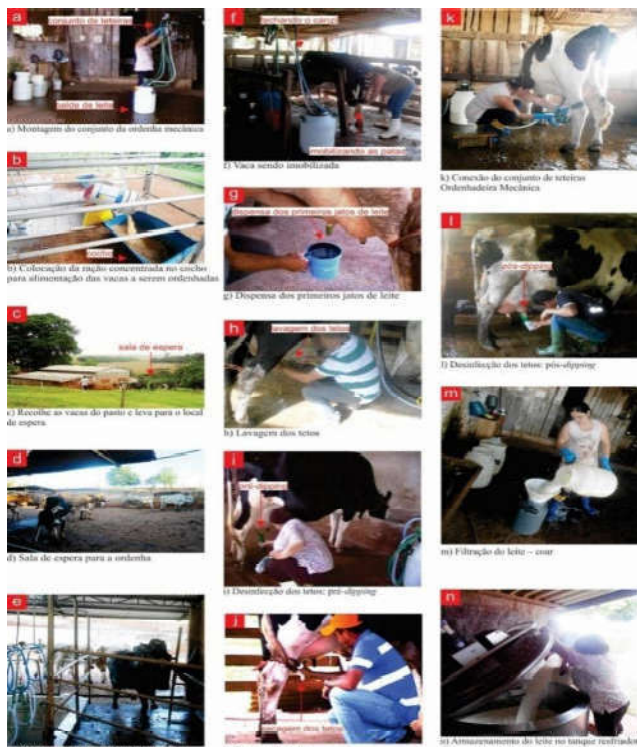 a
conjunto de teteiras
balde de leite
a) Montagem do conjunto da ordenha mecânica
b
cocho
b) Colocação da ração concentrada no cocho
para alimentação das vacas a serem ordenhadas
c
sala de espera
c) Recolhe as vacas do pasto e leva para o local
de espera
d
d) Sala de espera para a ordenha
e
f
fechando o canzil
imobilizando as patas
f) Vaca sendo imobilizada
g
dispensa dos primeiros jatos de leite
g) Dispensa dos primeiros jatos de leite
h
lavagem dos tetos
h) Lavagem dos tetos
i
pré-dipping
i) Desinfecção dos tetos: pré-dipping
j
secagem dos tetos
k
k) Conexão do conjunto de teteiras
Ordenhadeira Mecânica
l
pós-dipping
l) Desinfecção dos tetos: pós-dipping
m
m) Filtração do leite – coar
n
n) Armazenamento do leite no tanque resfriador